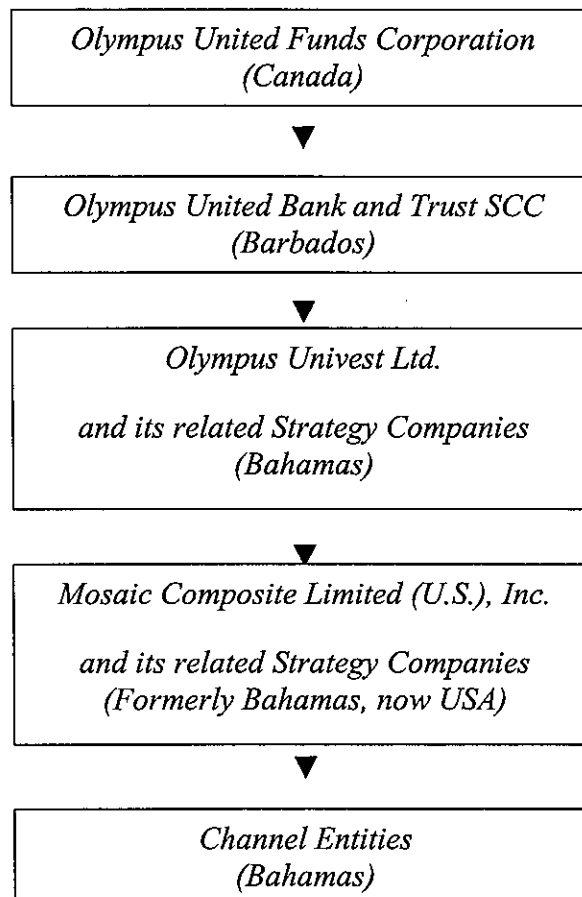 Olympus United Funds Corporation
(Canada)
Olympus United Bank and Trust SCC
(Barbados)
Olympus Univest Ltd.
and its related Strategy Companies
(Bahamas)
Mosaic Composite Limited (U.S.), Inc.
and its related Strategy Companies
(Formerly Bahamas, now USA)
Channel Entities
(Bahamas)